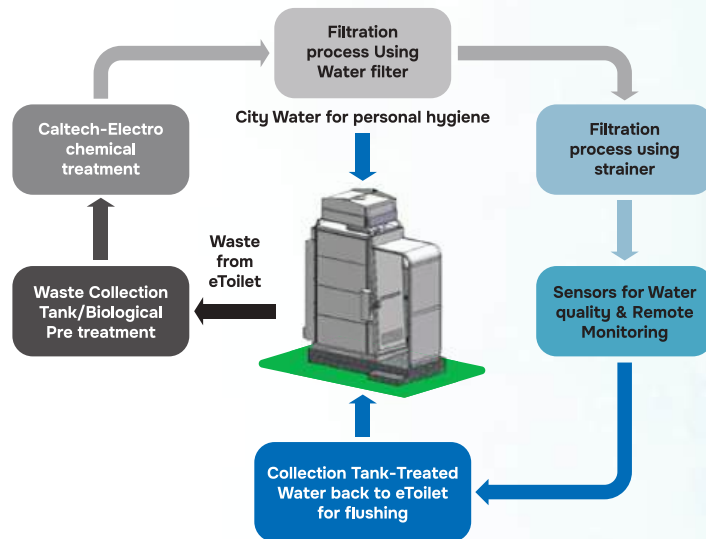 Filtration
process Using
Water filter
City Water for personal hygiene
Caltech-Electro
chemical
treatment
Filtration
process using
strainer
Waste
from
eToilet
Waste Collection
Tank/Biological
Pre treatment
Sensors for Water
quality & Remote
Monitoring
Collection Tank-Treated
Water back to eToilet
for flushing